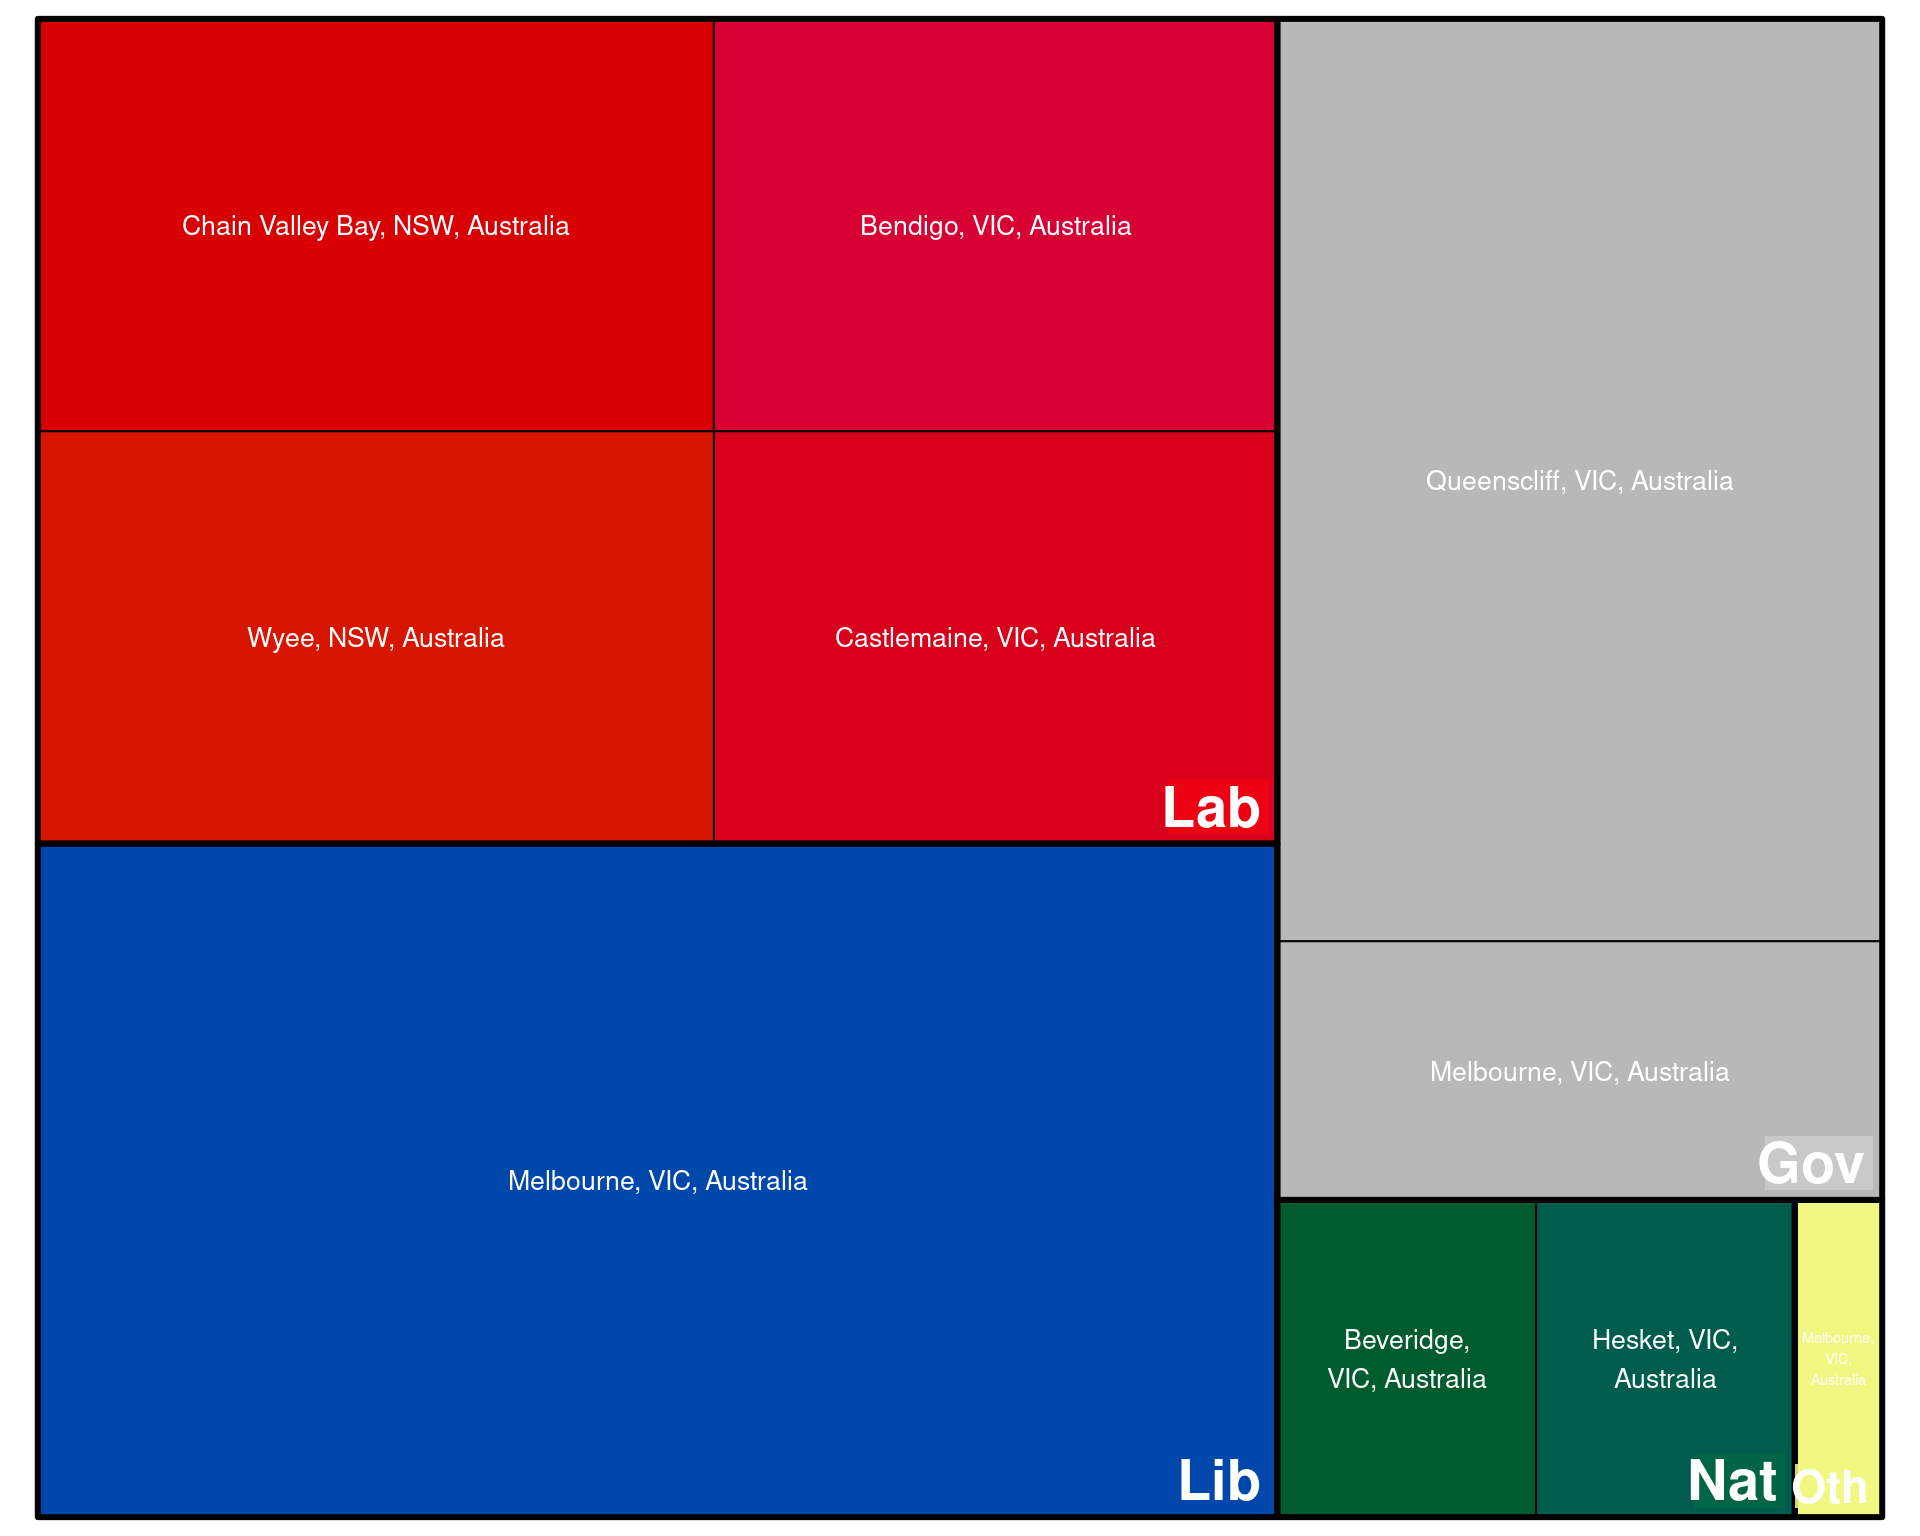 Chain Valley Bay, NSW, Australia
Bendigo, VIC, Australia
Wyee, NSW, Australia
Castlemaine, VIC, Australia
Lab
Melbourne, VIC, Australia
Lib
Queenscliff, VIC, Australia
Melbourne, VIC, Australia
Gov
Beveridge,
VIC, Australia
Hesket, VIC,
Australia
Nat
Melbourne,
VIC,
Australia
Oth